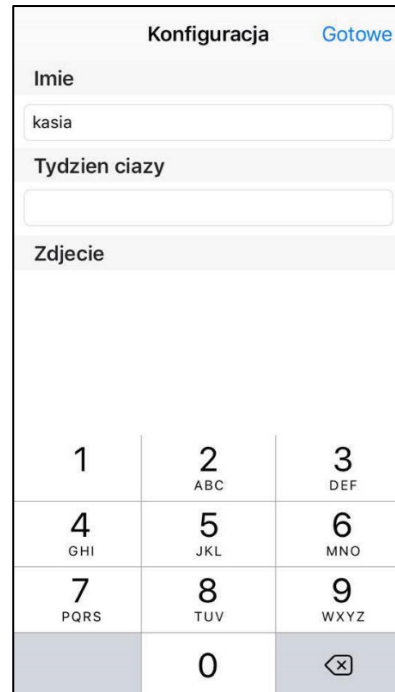 Konfiguracja Gotowe
Imie
kasia
Tydzien ciazy
Zdjecie
1 2 3
ABC DEF
4 5 6
GHI JKL MNO
7 8 9
PQRS TUV WXYZ
0